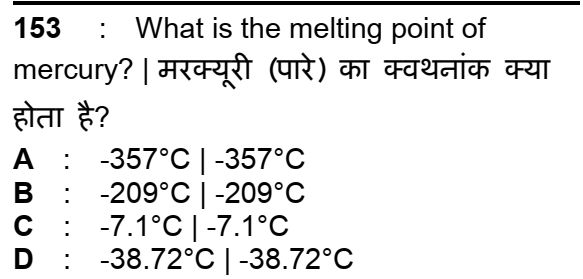 153 : What is the melting point of
mercury? | मरक्यूरी (पारे) का क्वथनांक क्या
होता है?
A : -357°C | -357°C
B : -209°C | -209°C
C : -7.1°C | -7.1°C
D : -38.72°C | -38.72°C